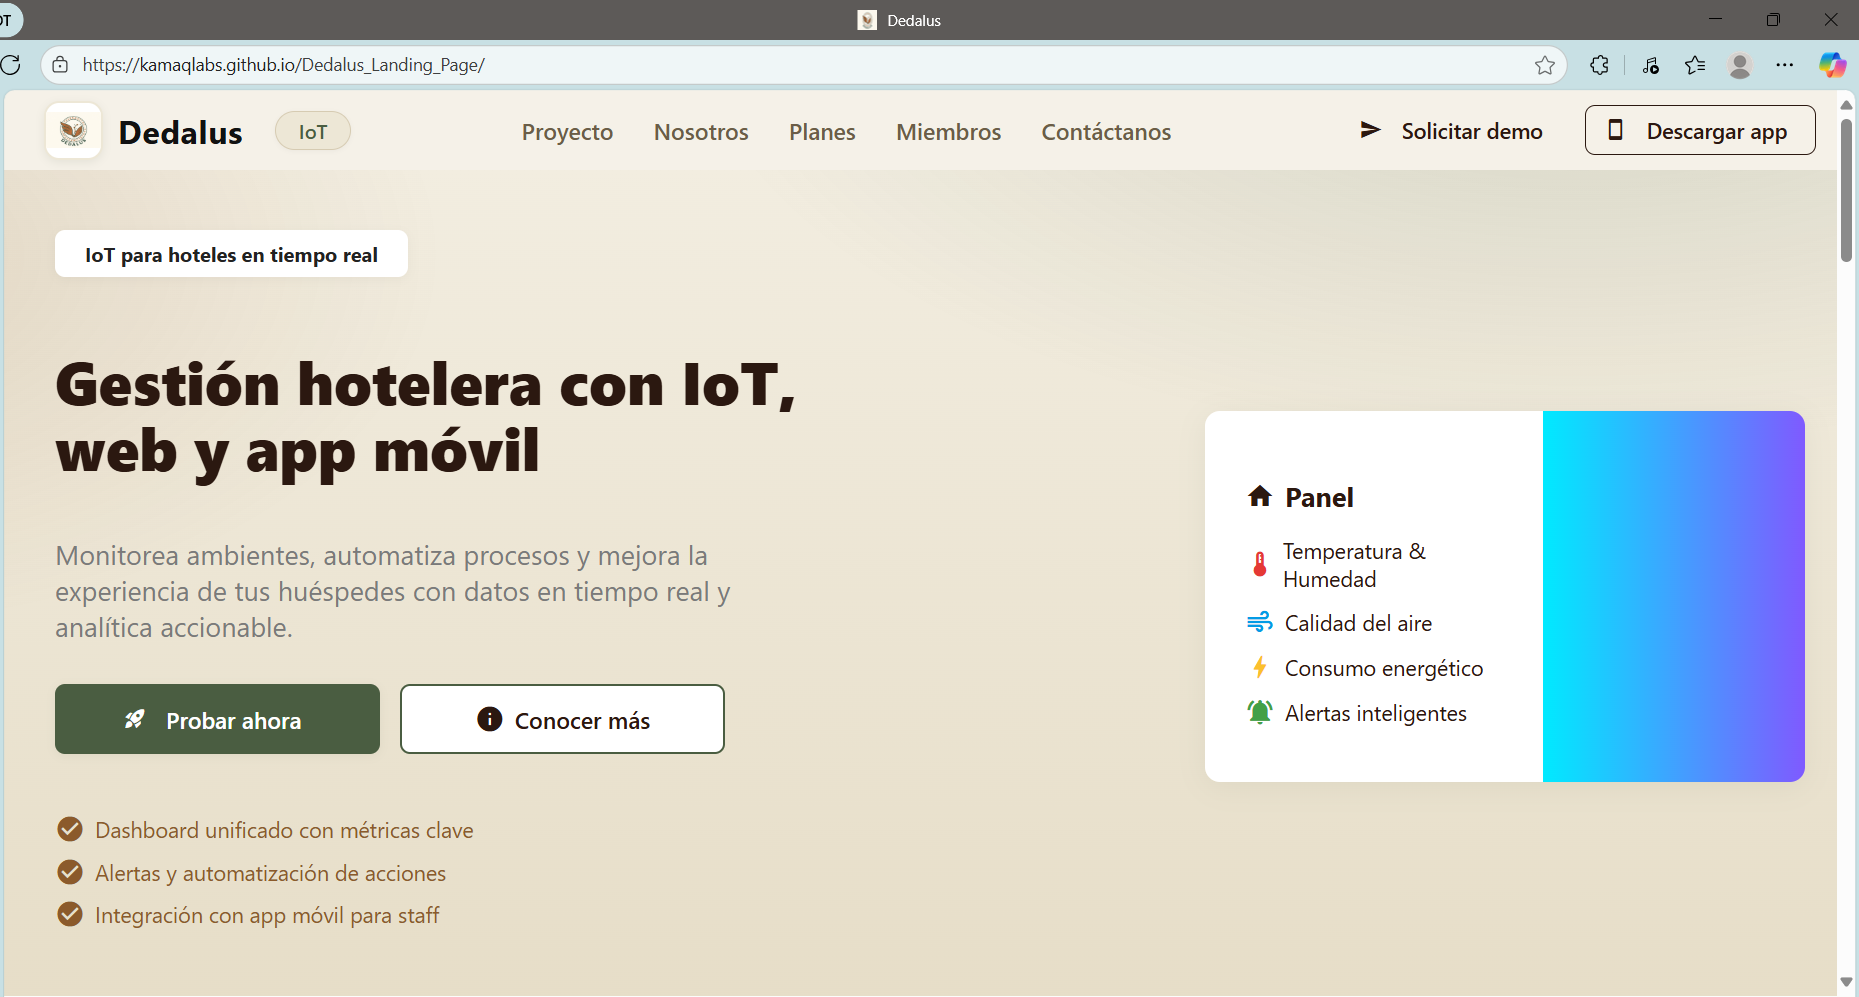 Dedalus
https://kamaqlabs.github.io/Dedalus_Landing_Page/
Dedalus
IoT
Proyecto
Nosotros
Planes
Miembros
Contáctanos
Solicitar demo
Descargar app
IoT para hoteles en tiempo real
Gestión hotelera con IoT,
web y app móvil
Monitorea ambientes, automatiza procesos y mejora la
experiencia de tus huéspedes con datos en tiempo real y
analítica accionable.
Probar ahora
Conocer más
Dashboard unificado con métricas clave
Alertas y automatización de acciones
Integración con app móvil para staff
Panel
Temperatura &
Humedad
Calidad del aire
Consumo energético
Alertas inteligentes